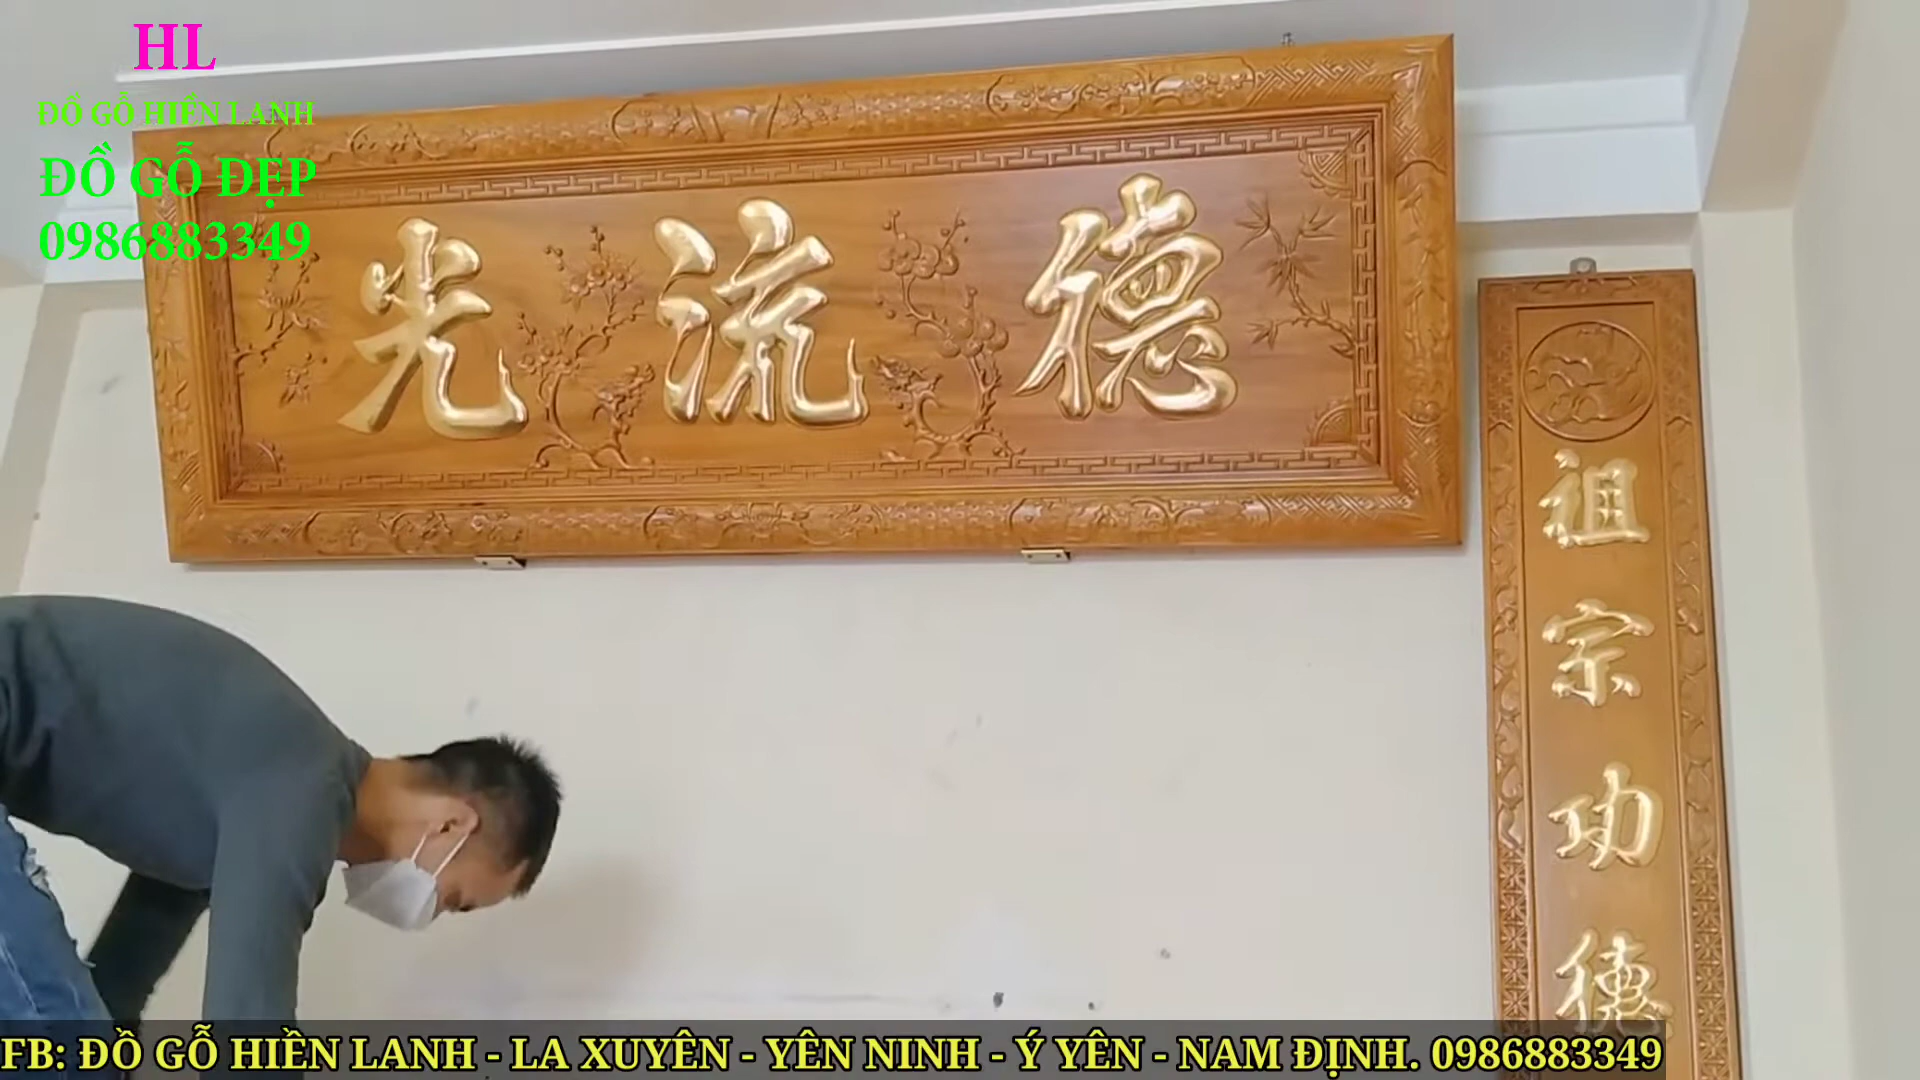 HL
ĐỒ GỖ HIỀN LANH
ĐỒ GỖ ĐẸP
0986883349
光流德
祖宗功德
FB: ĐỒ GỖ HIỀN LANH - LA XUYÊN - YÊN NINH - Ý YÊN - NAM ĐỊNH. 0986883349